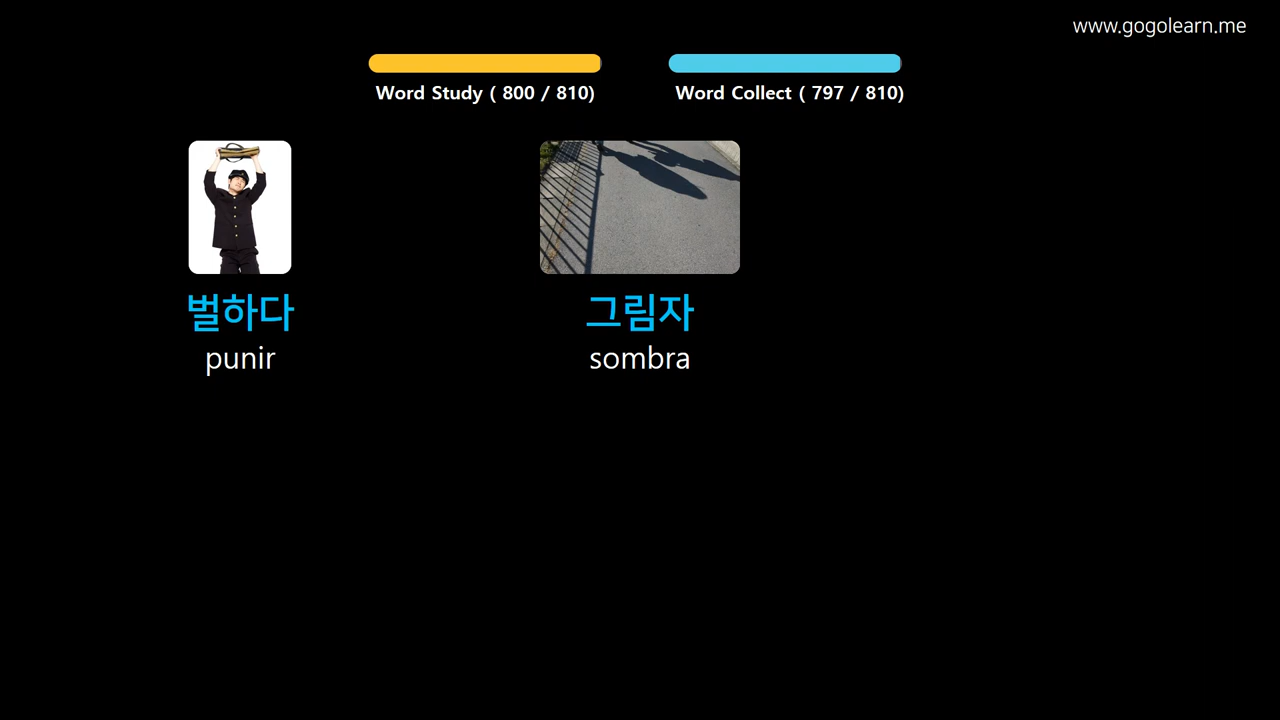 www.gogolearn.me
Word Study ( 800 / 810)
Word Collect ( 797 / 810)
벌하다
punir
그림자
sombra